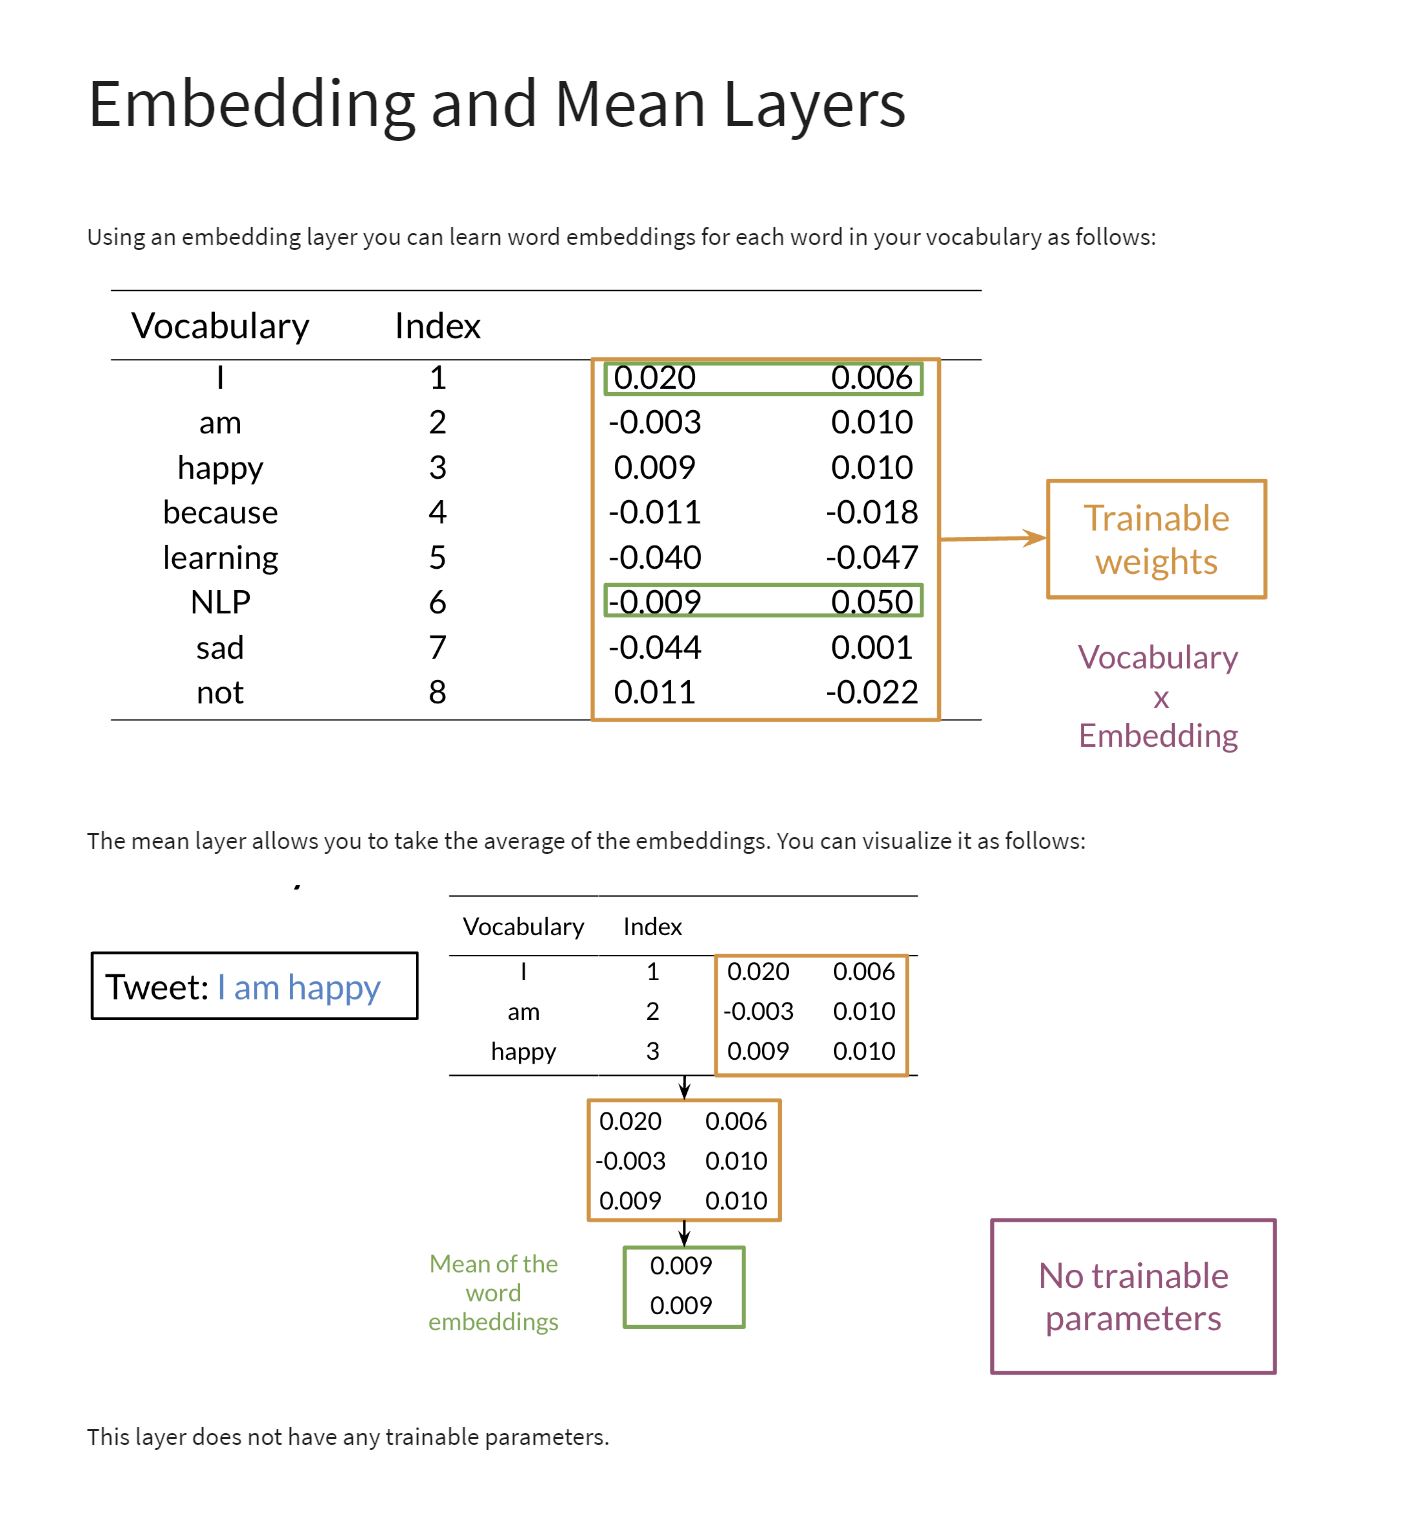 Embedding and Mean Layers
Using an embedding layer you can learn word embeddings for each word in your vocabulary as follows:
Vocabulary Index
I 1 0.020 0.006
am 2 -0.003 0.010
happy 3 0.009 0.010
because 4 -0.011 -0.018
learning 5 -0.040 -0.047
NLP 6 -0.009 0.050
sad 7 -0.044 0.001
not 8 0.011 -0.022
Trainable
weights
Vocabulary
x
Embedding
The mean layer allows you to take the average of the embeddings. You can visualize it as follows:
Tweet: I am happy
Vocabulary Index
I 1 0.020 0.006
am 2 -0.003 0.010
happy 3 0.009 0.010
0.020 0.006
-0.003 0.010
0.009 0.010
Mean of the
word
embeddings
0.009
0.009
No trainable
parameters
This layer does not have any trainable parameters.